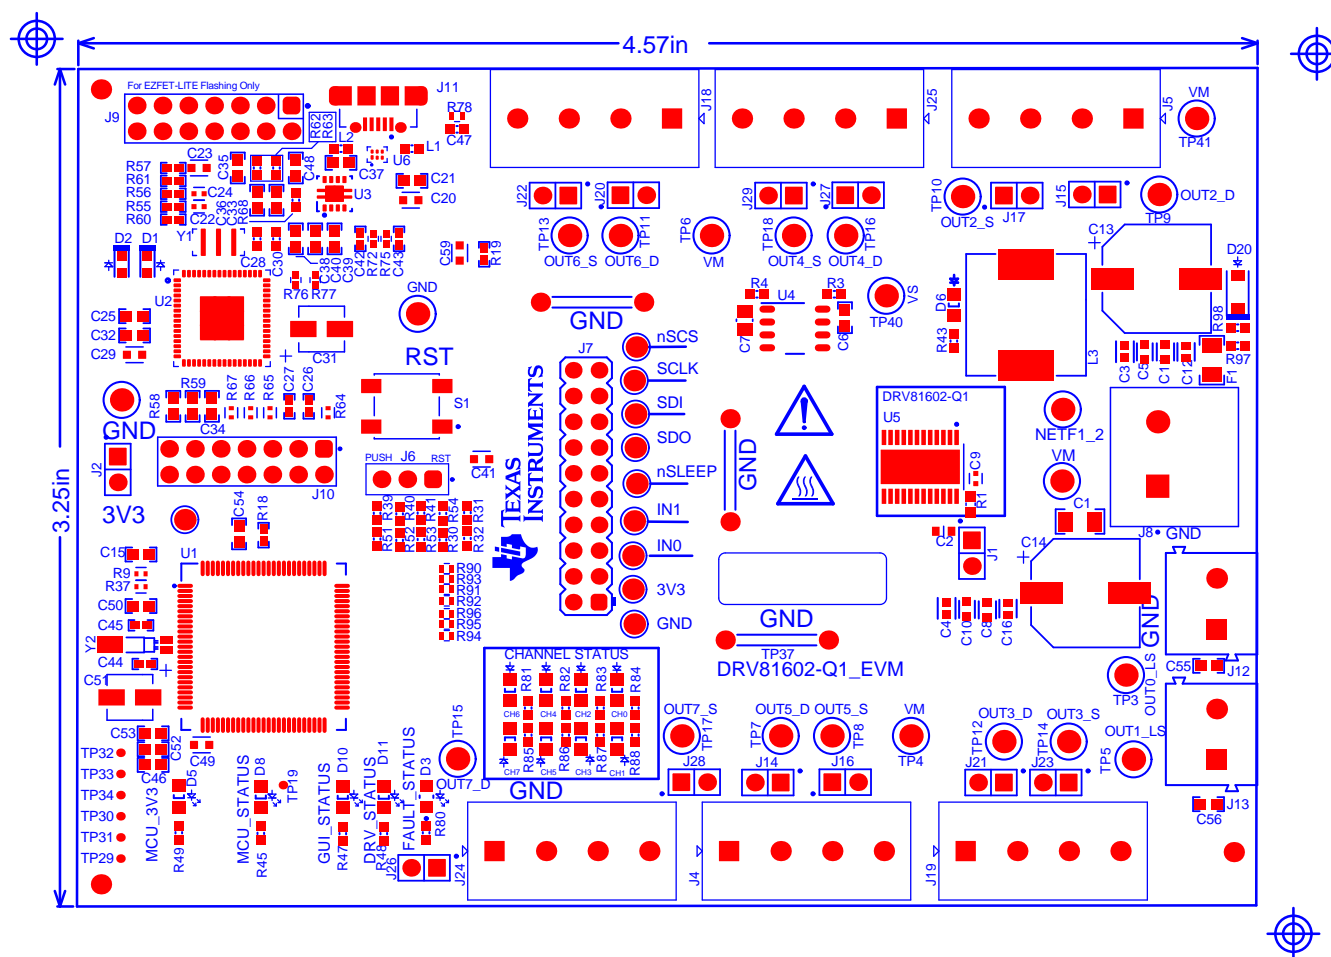 4.57in
3.25in
For EZFET-LITE Flashing Only
J9
R62
R63
J11
R78
C47
J18
J25
J5
VM
TP41
L2
L1
U6
C37
C23
R57
R61
R56
R55
R60
C24
C22
C35
C48
C36
C33
R68
U3
C21
C20
J22
J20
J29
J27
TP10
OUT2_S
J17
J15
OUT2_D
TP9
D2
D1
Y1
C28
C30
C38
C40
C39
C42
R72
R75
C43
C59
R19
TP13
OUT6_S
OUT6_D
TP11
TP6
VM
TP18
OUT4_S
OUT4_D
TP16
C13
D20
U2
R76
R77
GND
GND
R4
U4
R3
VS
TP40
D6
R43
L3
R98
R97
C25
C32
C29
C31
RST
C7
C6
C3
C5
C11
C12
F1
J7
nSCS
SCLK
SDI
SDO
nSLEEP
IN1
IN0
3V3
GND
R59
R58
C34
R67
R66
R65
C27
C26
R64
S1
TEXAS
INSTRUMENTS
DRV81602-Q1
U5
C9
R1
NETF1_2
VM
GND
GND
J2
J10
3V3
PUSH
J6
RST
C41
C54
R18
R39
R40
R41
R54
R31
R51
R52
R53
R30
R32
C1
J8
GND
C2
J1
C14
C15
U1
R9
R37
C50
C45
Y2
C44
C51
R90
R93
R91
R92
R96
R95
R94
GND
TP37
DRV81602-Q1_EVM
C4
C10
C8
C16
GND
J12
C55
TP3
OUT0_LS
CHANNEL STATUS
R81
R82
R83
R84
CH6
CH4
CH2
CH0
R85
R86
R87
R88
CH7
CH5
CH3
CH1
GND
C53
C52
C46
C49
TP32
TP33
TP34
TP30
TP31
TP29
MCU_3V3
D5
R49
MCU_STATUS
D8
R45
TP19
GUI_STATUS
D10
R47
DRV_STATUS
D11
R48
FAULT_STATUS
D3
R80
TP15
OUT7_D
J26
J24
OUT7_S
TP17
J28
TP7
OUT5_D
J14
OUT5_S
TP8
J16
VM
TP4
TP12
OUT3_D
J21
TP14
OUT3_S
J23
TP5
OUT1_LS
J13
C56
J4
J19